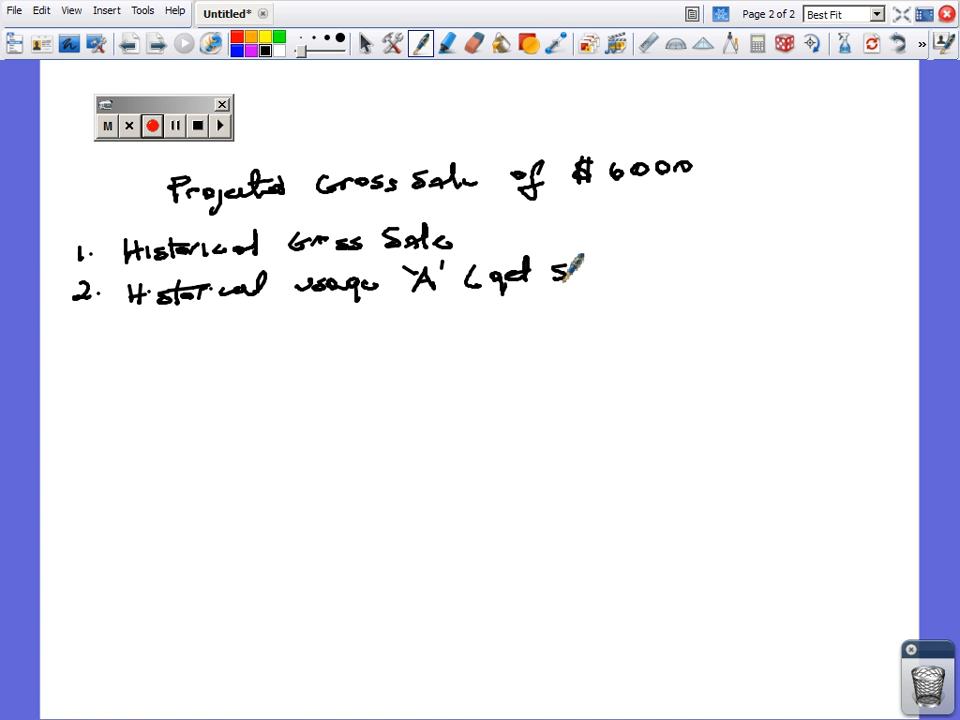 File Edit View Insert Tools Help Untitled* Page 2 of 2 Best Fit
M
Projected Gross Sale of $ 6000
1. Historical Gross Sale
2. Historical usage 'A' ( get s